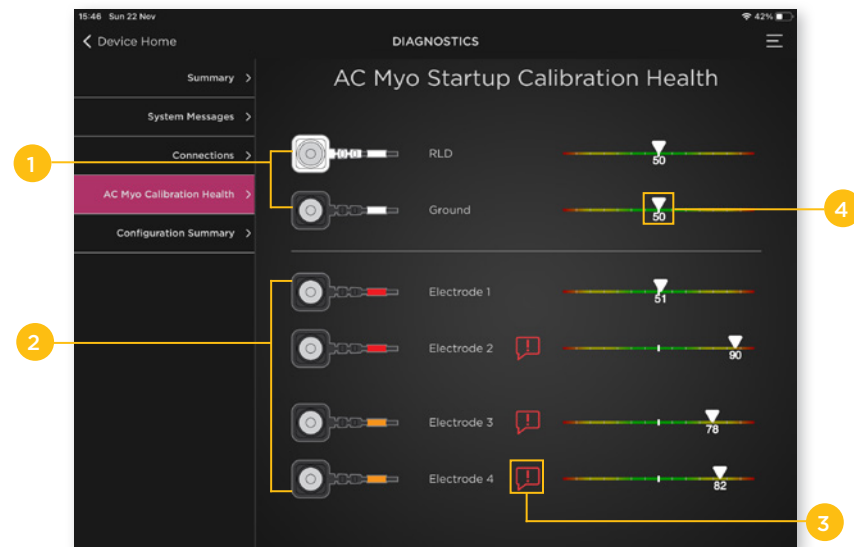 15:46 Sun 22 Nov
42%
Device Home
DIAGNOSTICS
Summary
System Messages
Connections
AC Myo Calibration Health
Configuration Summary
AC Myo Startup Calibration Health
RLD
50
Ground
50
Electrode 1
51
Electrode 2
90
Electrode 3
78
Electrode 4
82
1
2
3
4